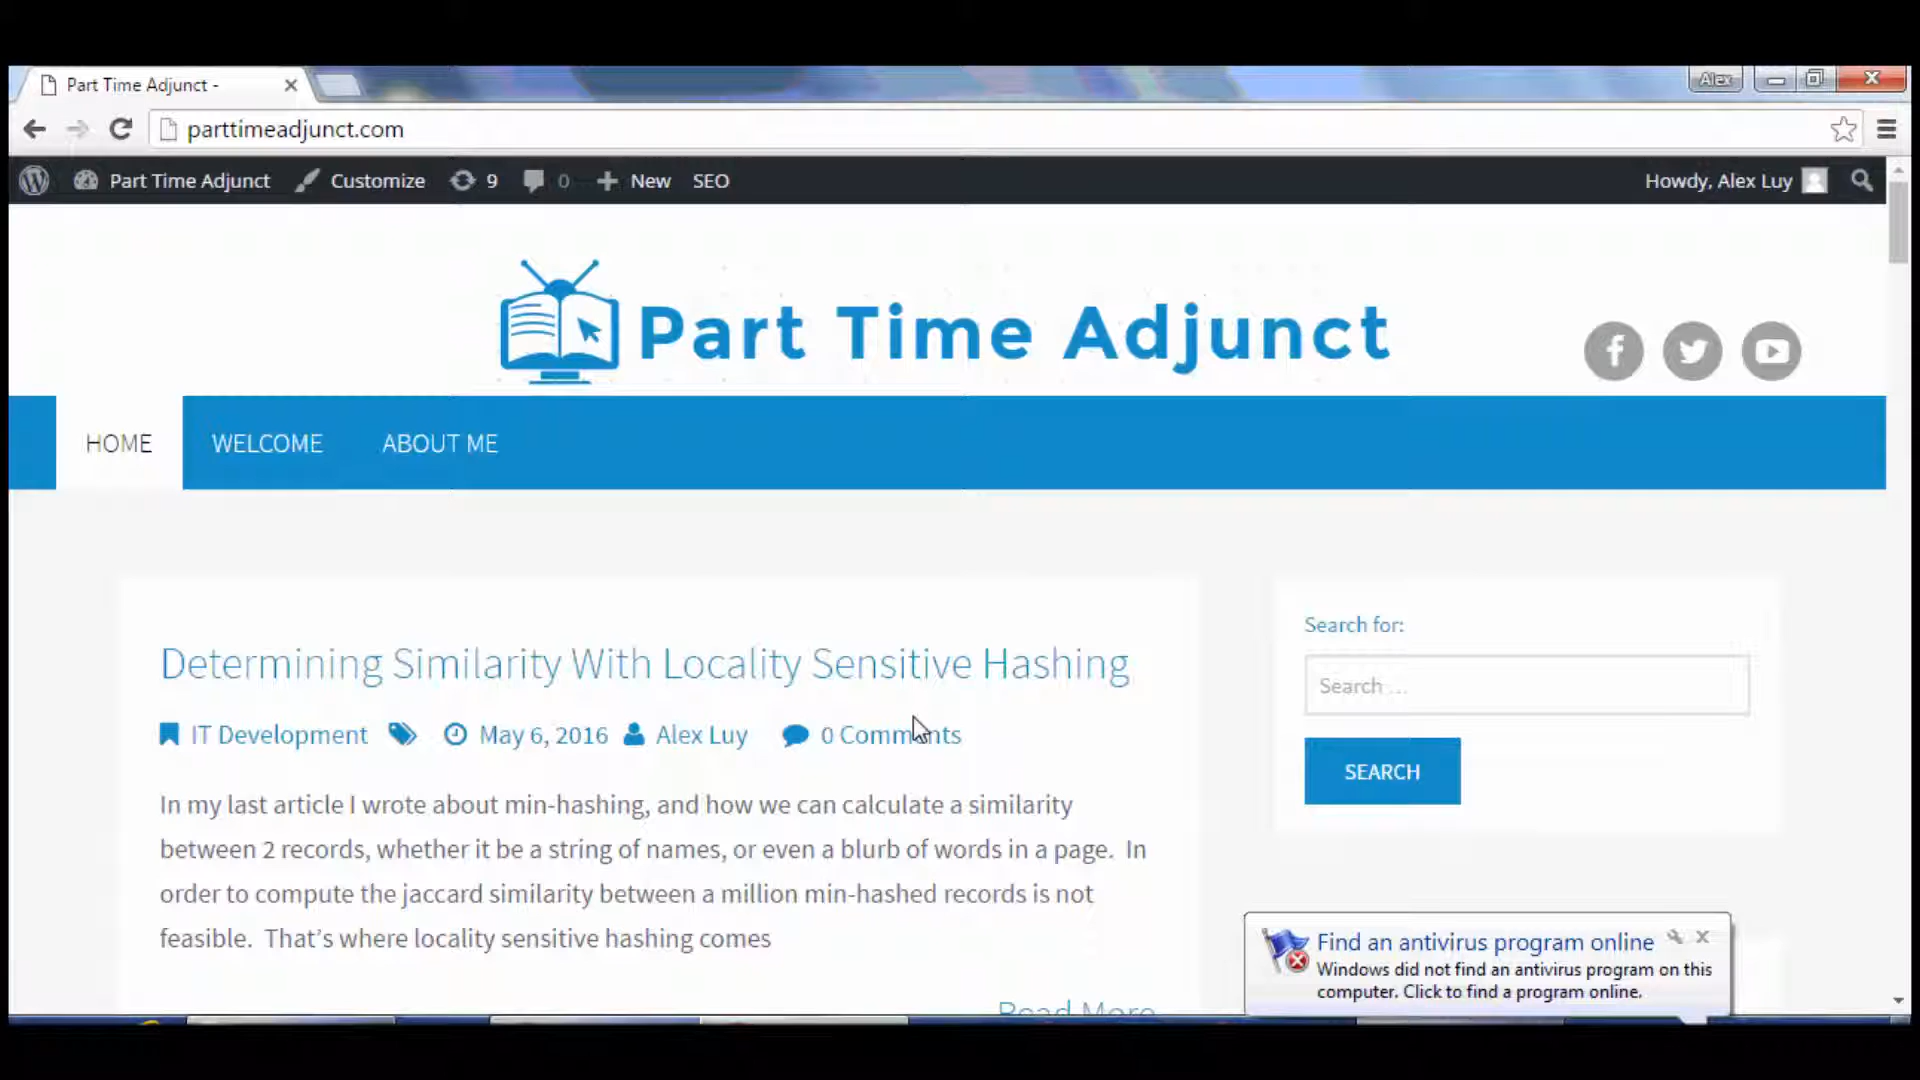 Part Time Adjunct -
Alex
parttimeadjunct.com
Part Time Adjunct Customize 9 0 New SEO Howdy, Alex Luy
Part Time Adjunct
HOME WELCOME ABOUT ME
Determining Similarity With Locality Sensitive Hashing
IT Development May 6, 2016 Alex Luy 0 Comments
In my last article I wrote about min-hashing, and how we can calculate a similarity
between 2 records, whether it be a string of names, or even a blurb of words in a page. In
order to compute the jaccard similarity between a million min-hashed records is not
feasible. That’s where locality sensitive hashing comes
Read More
Search for:
Search ...
SEARCH
Find an antivirus program online
Windows did not find an antivirus program on this
computer. Click to find a program online.